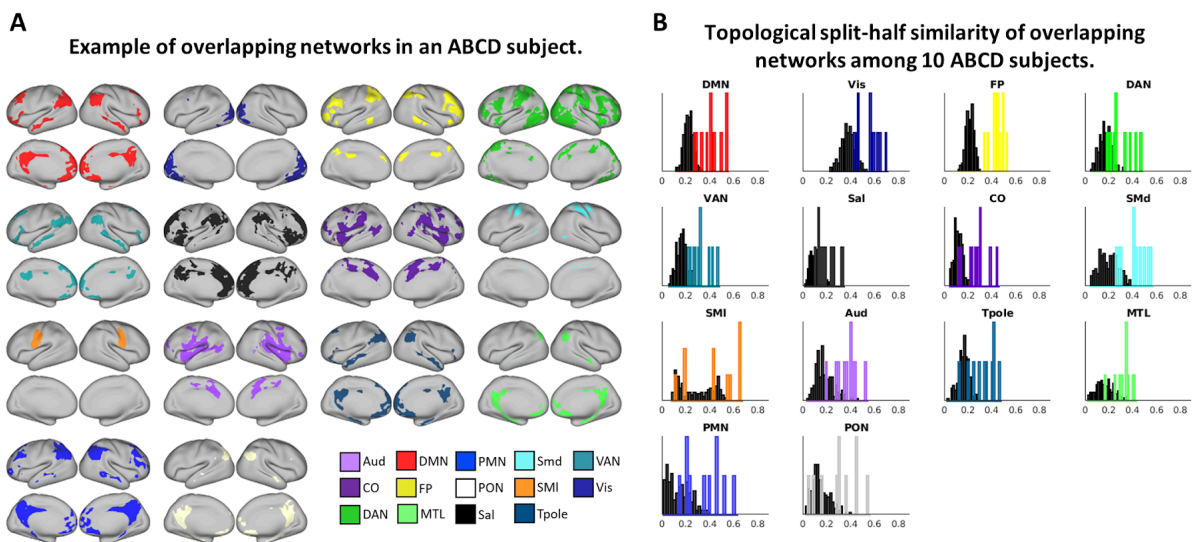 A
Example of overlapping networks in an ABCD subject.
Aud DMN PMN Smd VAN
CO FP PON SMl Vis
DAN MTL Sal Tpole
B
Topological split-half similarity of overlapping
networks among 10 ABCD subjects.
DMN Vis FP DAN
0 0.2 0.4 0.6 0.8 0 0.2 0.4 0.6 0.8 0 0.2 0.4 0.6 0.8 0 0.2 0.4 0.6 0.8
VAN Sal CO SMd
0 0.2 0.4 0.6 0.8 0 0.2 0.4 0.6 0.8 0 0.2 0.4 0.6 0.8 0 0.2 0.4 0.6 0.8
SMl Aud Tpole MTL
0 0.2 0.4 0.6 0.8 0 0.2 0.4 0.6 0.8 0 0.2 0.4 0.6 0.8 0 0.2 0.4 0.6 0.8
PMN PON
0 0.2 0.4 0.6 0.8 0 0.2 0.4 0.6 0.8